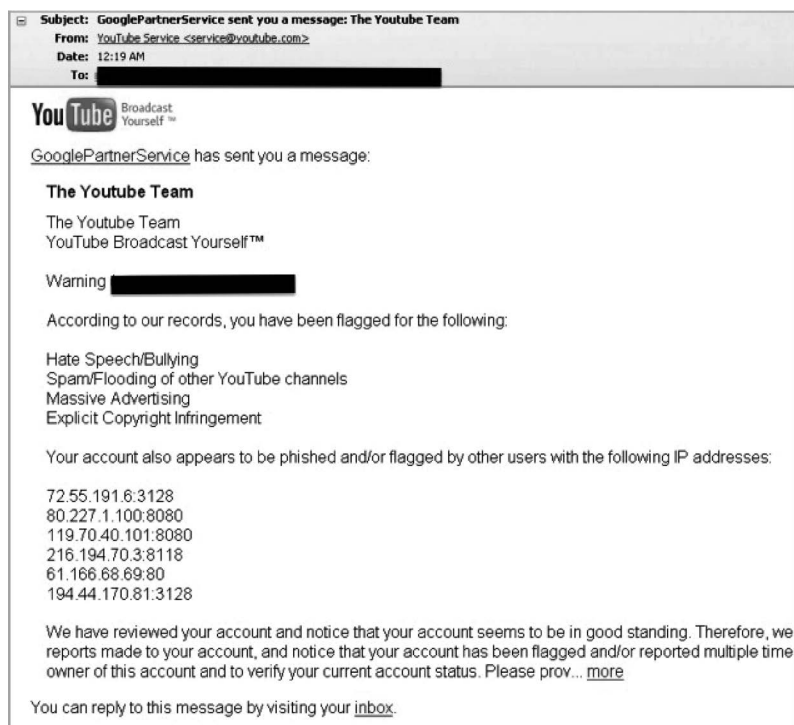 Subject: GooglePartnerService sent you a message: The Youtube Team
From: YouTube Service <service@youtube.com>
Date: 12:19 AM
To:
YouTube Broadcast
Yourself ™
GooglePartnerService has sent you a message:
The Youtube Team
The Youtube Team
YouTube Broadcast Yourself™
Warning
According to our records, you have been flagged for the following:
Hate Speech/Bullying
Spam/Flooding of other YouTube channels
Massive Advertising
Explicit Copyright Infringement
Your account also appears to be phished and/or flagged by other users with the following IP addresses:
72.55.191.6:3128
80.227.1.100:8080
119.70.40.101:8080
216.194.70.3:8118
61.166.68.69:80
194.44.170.81:3128
We have reviewed your account and notice that your account seems to be in good standing. Therefore, we
reports made to your account, and notice that your account has been flagged and/or reported multiple time
owner of this account and to verify your current account status. Please prov... more
You can reply to this message by visiting your inbox.